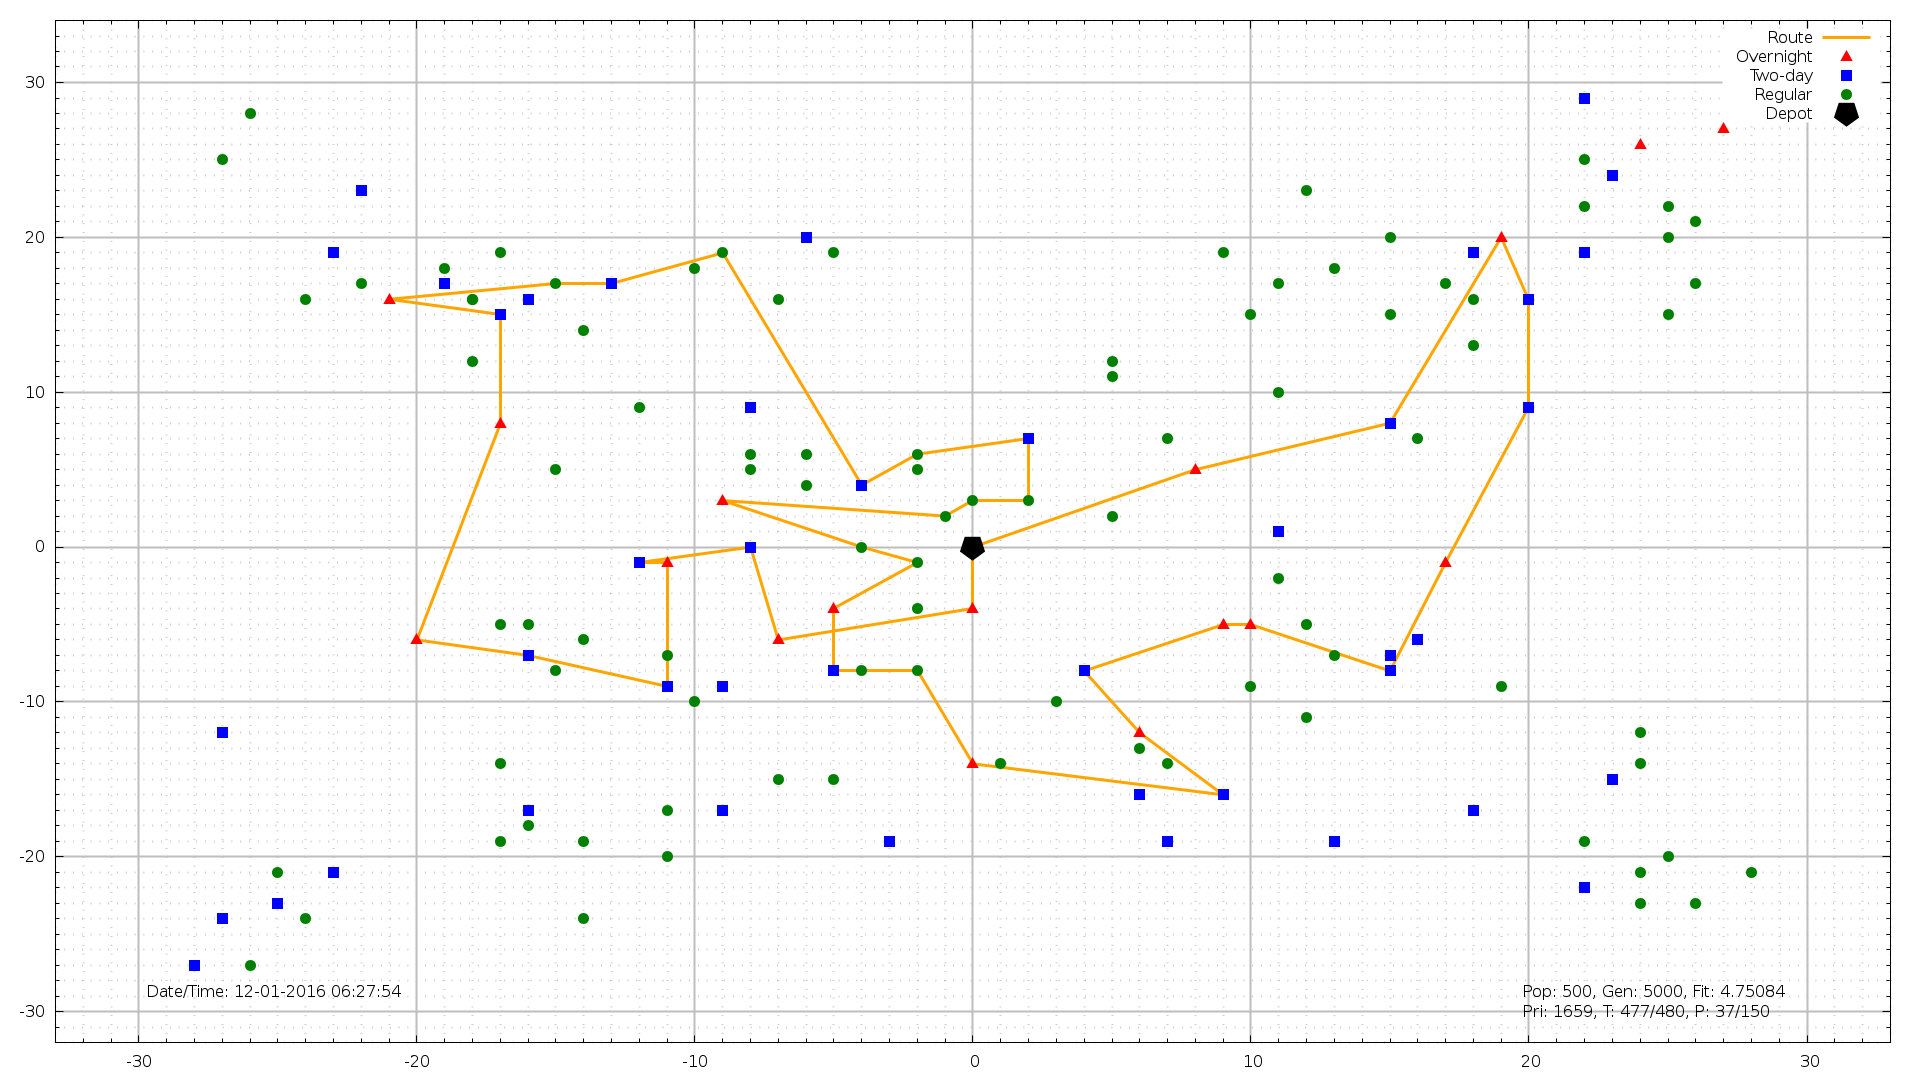 Route
Overnight
Two-day
Regular
Depot
30
20
10
0
-10
-20
-30
Date/Time: 12-01-2016 06:27:54
Pop: 500, Gen: 5000, Fit: 4.75084
Pri: 1659, T: 477/480, P: 37/150
-30 -20 -10 0 10 20 30